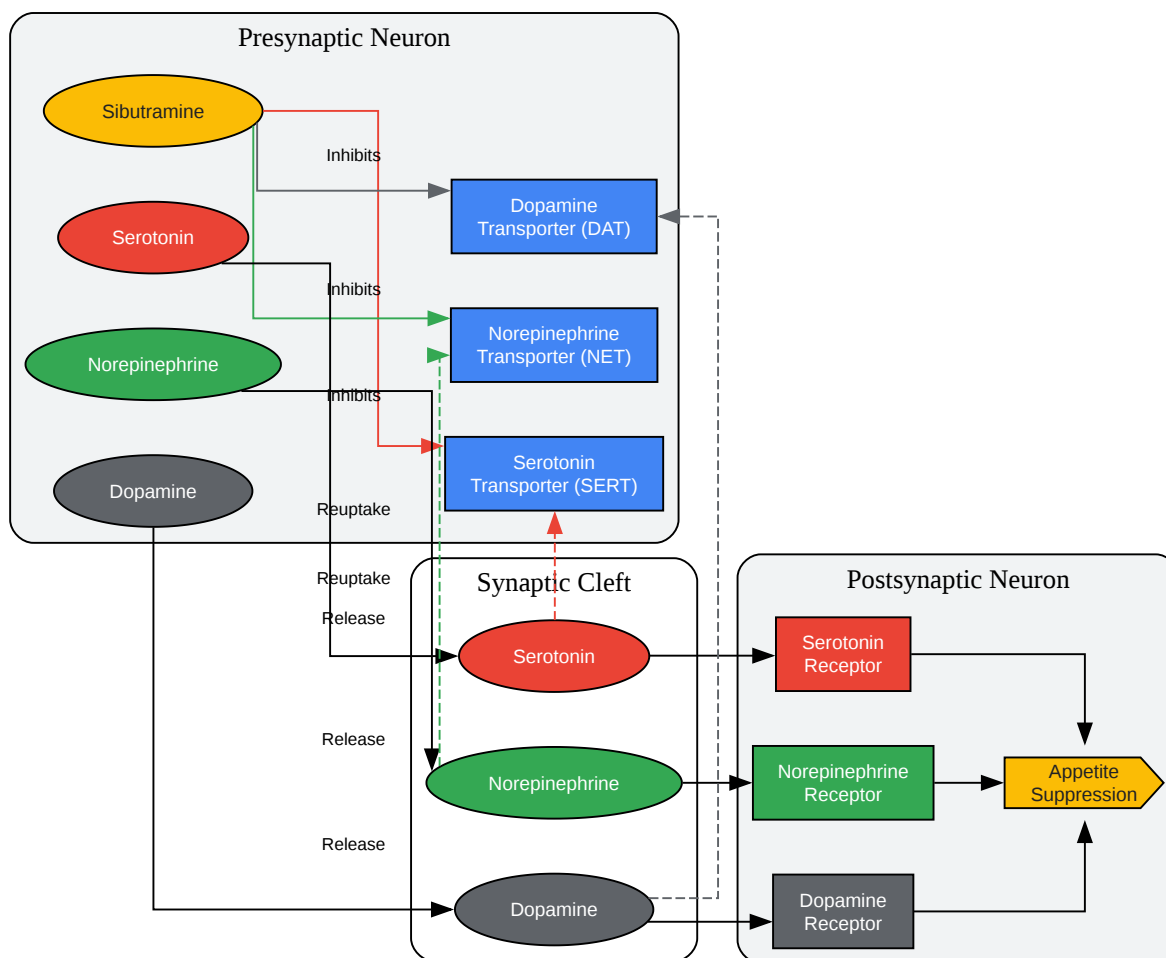 Presynaptic Neuron
Sibutramine
Inhibits
Dopamine
Transporter (DAT)
Serotonin
Inhibits
Norepinephrine
Transporter (NET)
Norepinephrine
Inhibits
Serotonin
Transporter (SERT)
Dopamine
Reuptake
Reuptake
Release
Synaptic Cleft
Postsynaptic Neuron
Serotonin
Serotonin
Receptor
Release
Norepinephrine
Norepinephrine
Receptor
Appetite
Suppression
Release
Dopamine
Dopamine
Receptor